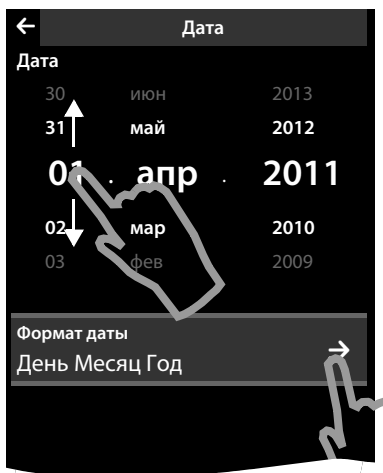 Дата
Дата
30 июн 2013
31 май 2012
01 . апр . 2011
02 мар 2010
03 фев 2009
Формат даты
День Месяц Год